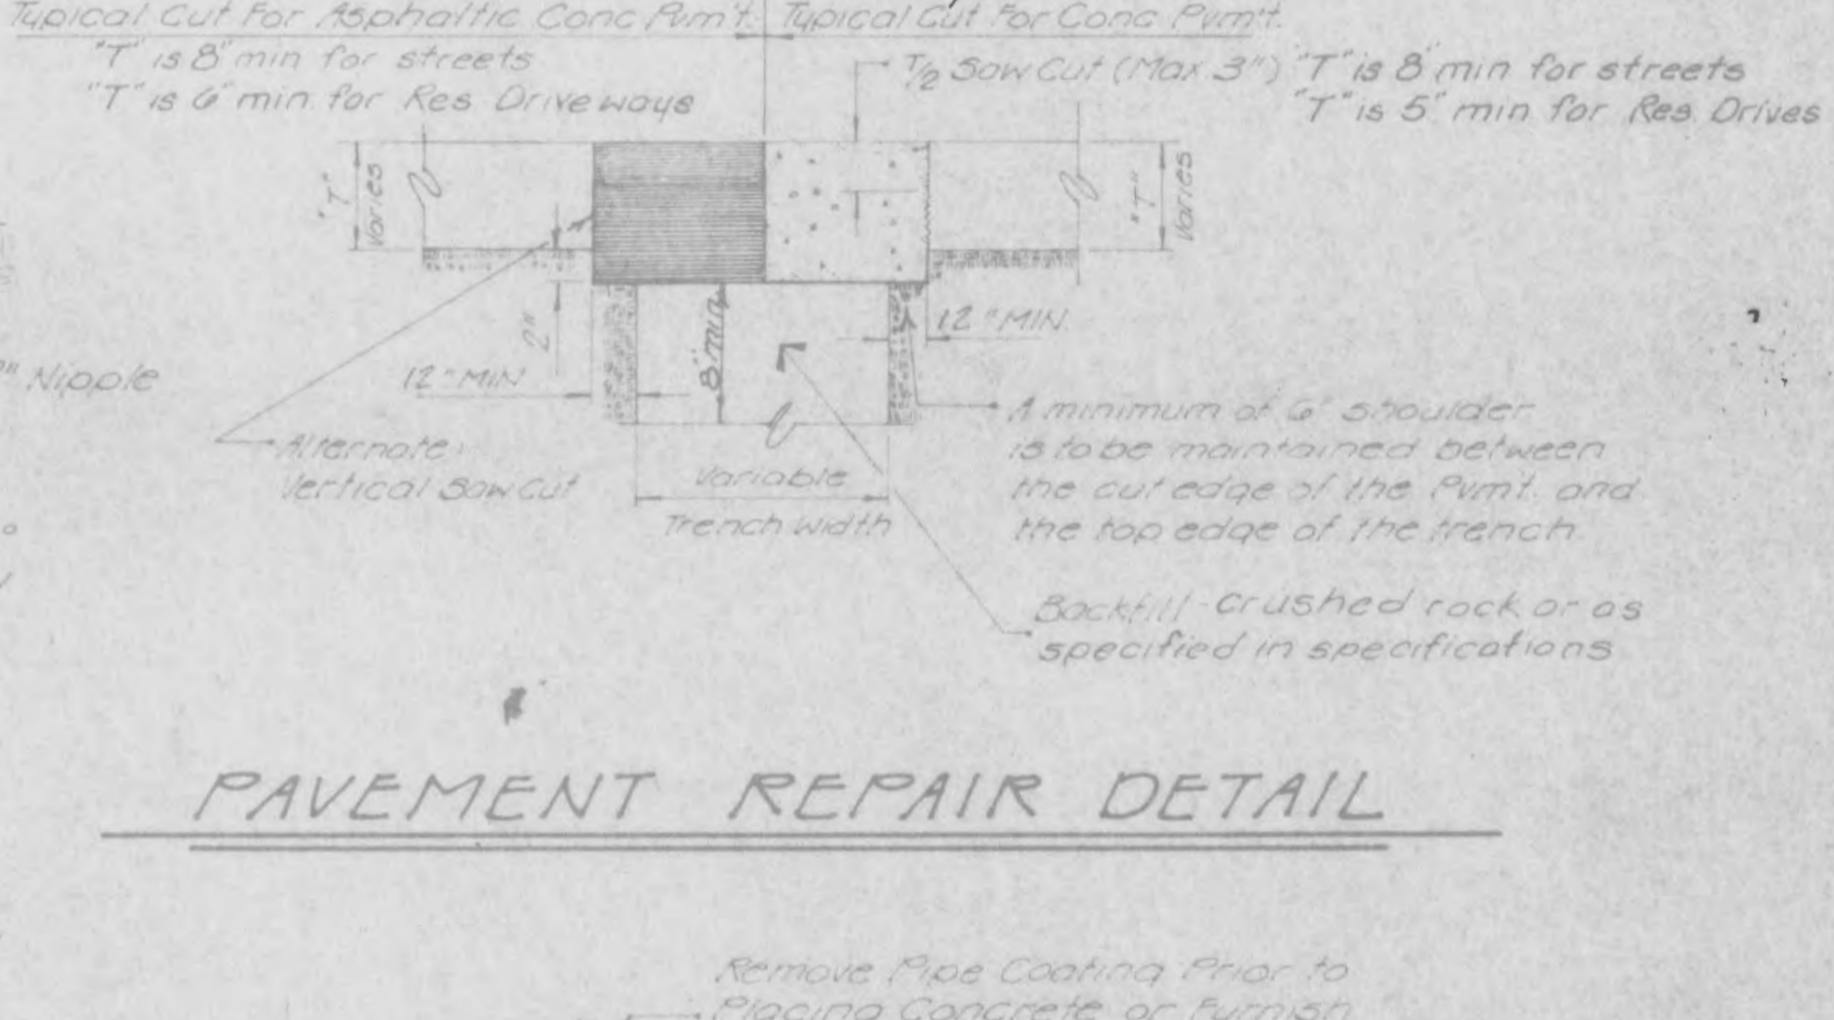 Typical Cut For Asphaltic Conc Pvm't.
Typical Cut For Conc Pvm't.
"T" is 8" min for streets
"T" is 6" min. for Res Driveways
T/2 Saw Cut (Max 3")
"T" is 8" min for streets
"T" is 5" min for Res. Drives
"T"
Varies
"T"
Varies
2"
8" min
12" MIN
12" MIN.
" Nipple
Alternate
Vertical Saw Cut
Variable
Trench Width
A minimum of 6" shoulder
is to be maintained between
the cut edge of the Pvm't. and
the top edge of the trench
Backfill - Crushed rock or as
specified in specifications
PAVEMENT REPAIR DETAIL
Remove Pipe Coating Prior to
Placing Concrete or Furnish